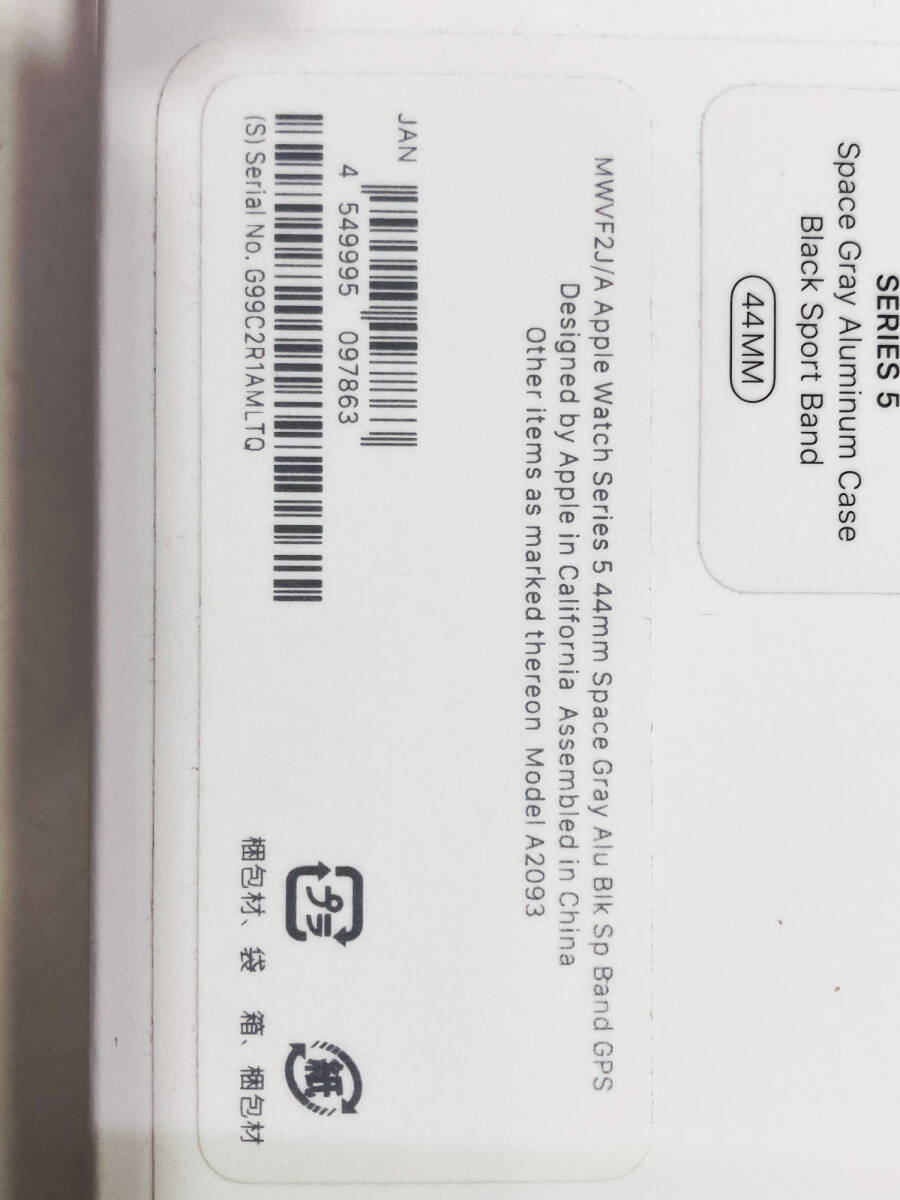 SERIES 5
Space Gray Aluminum Case
Black Sport Band
44MM
MWVF2J/A Apple Watch Series 5 44mm Space Gray Alu Blk Sp Band GPS
Designed by Apple in California Assembled in China
Other items as marked thereon Model A2093
JAN
4 549995 097863
(S) Serial No. G99C2R1AMLTQ
プラ
紙
梱包材、袋 箱、梱包材